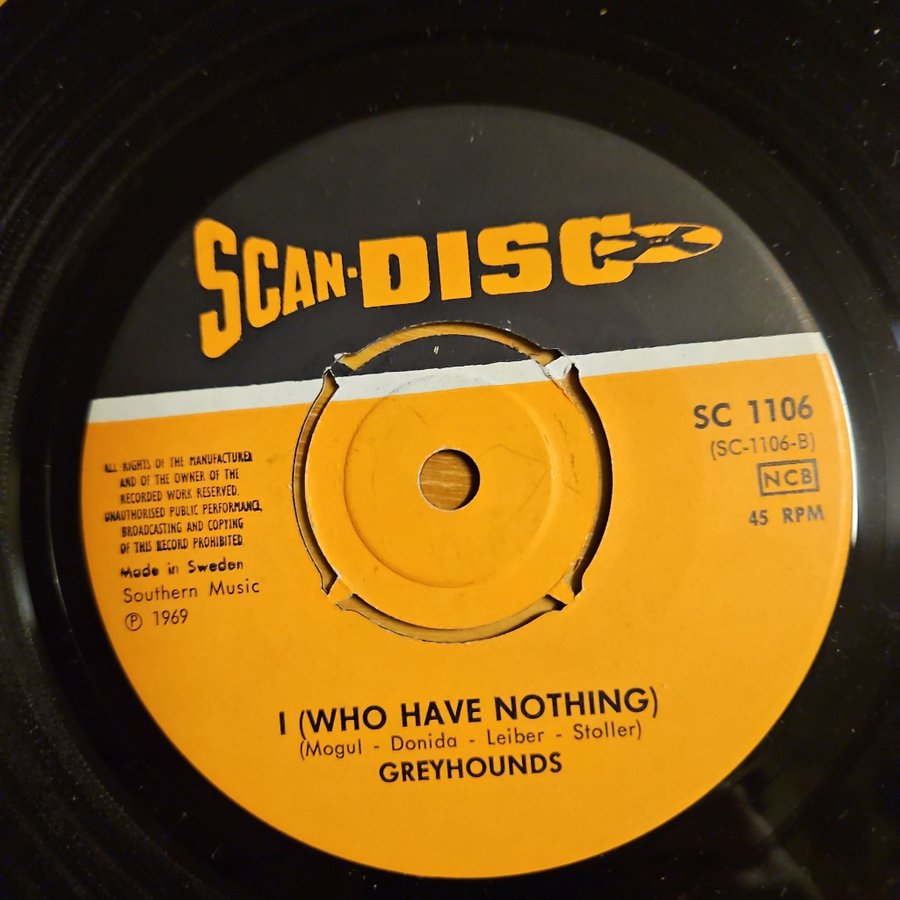 SCAN-DISC
SC 1106
(SC-1106-B)
NCB
45 RPM
ALL RIGHTS OF THE MANUFACTURER
AND OF THE OWNER OF THE
RECORDED WORK RESERVED.
UNAUTHORISED PUBLIC PERFORMANCE,
BROADCASTING AND COPYING
OF THIS RECORD PROHIBITED
Made in Sweden
Southern Music
℗ 1969
I (WHO HAVE NOTHING)
(Mogul - Donida - Leiber - Stoller)
GREYHOUNDS